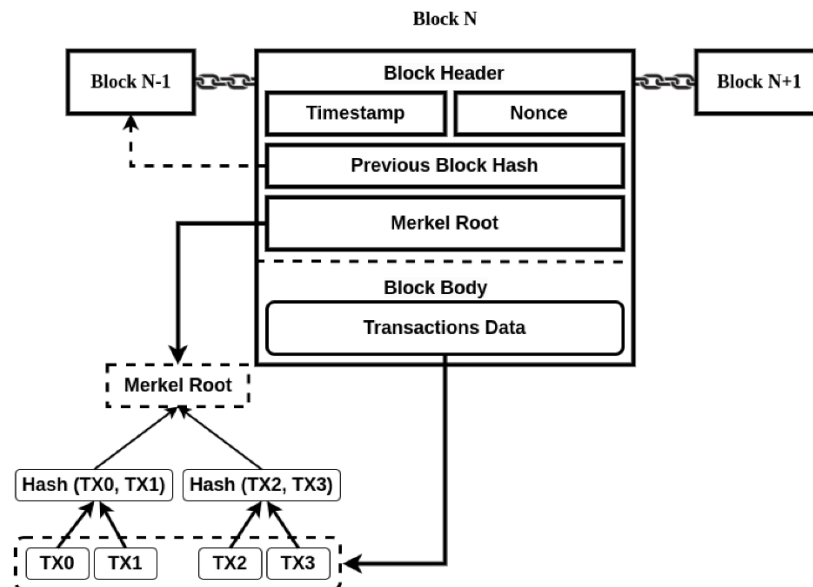 Block N
Block N-1
Block Header
Block N+1
Timestamp
Nonce
Previous Block Hash
Merkel Root
Block Body
Transactions Data
Merkel Root
Hash (TX0, TX1)
Hash (TX2, TX3)
TX0
TX1
TX2
TX3